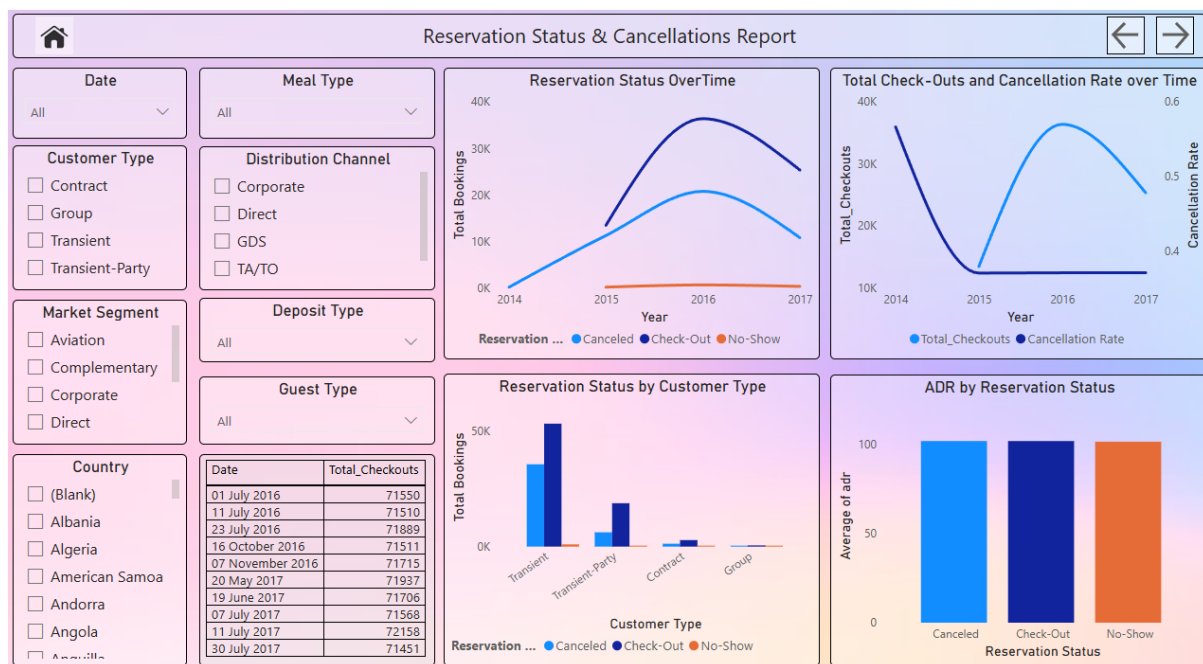 Reservation Status & Cancellations Report
Date
All
Meal Type
All
Customer Type
Contract
Group
Transient
Transient-Party
Distribution Channel
Corporate
Direct
GDS
TA/TO
Market Segment
Aviation
Complementary
Corporate
Direct
Deposit Type
All
Guest Type
All
Country
(Blank)
Albania
Algeria
American Samoa
Andorra
Angola
Anguilla
Date Total_Checkouts
01 July 2016 71550
11 July 2016 71510
23 July 2016 71889
16 October 2016 71511
07 November 2016 71715
20 May 2017 71937
19 June 2017 71706
07 July 2017 71568
11 July 2017 72158
30 July 2017 71451
Reservation Status OverTime
Total Bookings
40K
30K
20K
10K
0K
2014 2015 2016 2017
Year
Reservation ... Canceled Check-Out No-Show
Total Check-Outs and Cancellation Rate over Time
Total_Checkouts
40K
30K
20K
10K
0.6
0.5
0.4
Cancellation Rate
2014 2015 2016 2017
Year
Total_Checkouts Cancellation Rate
Reservation Status by Customer Type
Total Bookings
50K
0K
Transient Transient-Party Contract Group
Customer Type
Reservation ... Canceled Check-Out No-Show
ADR by Reservation Status
Average of adr
100
50
0
Canceled Check-Out No-Show
Reservation Status